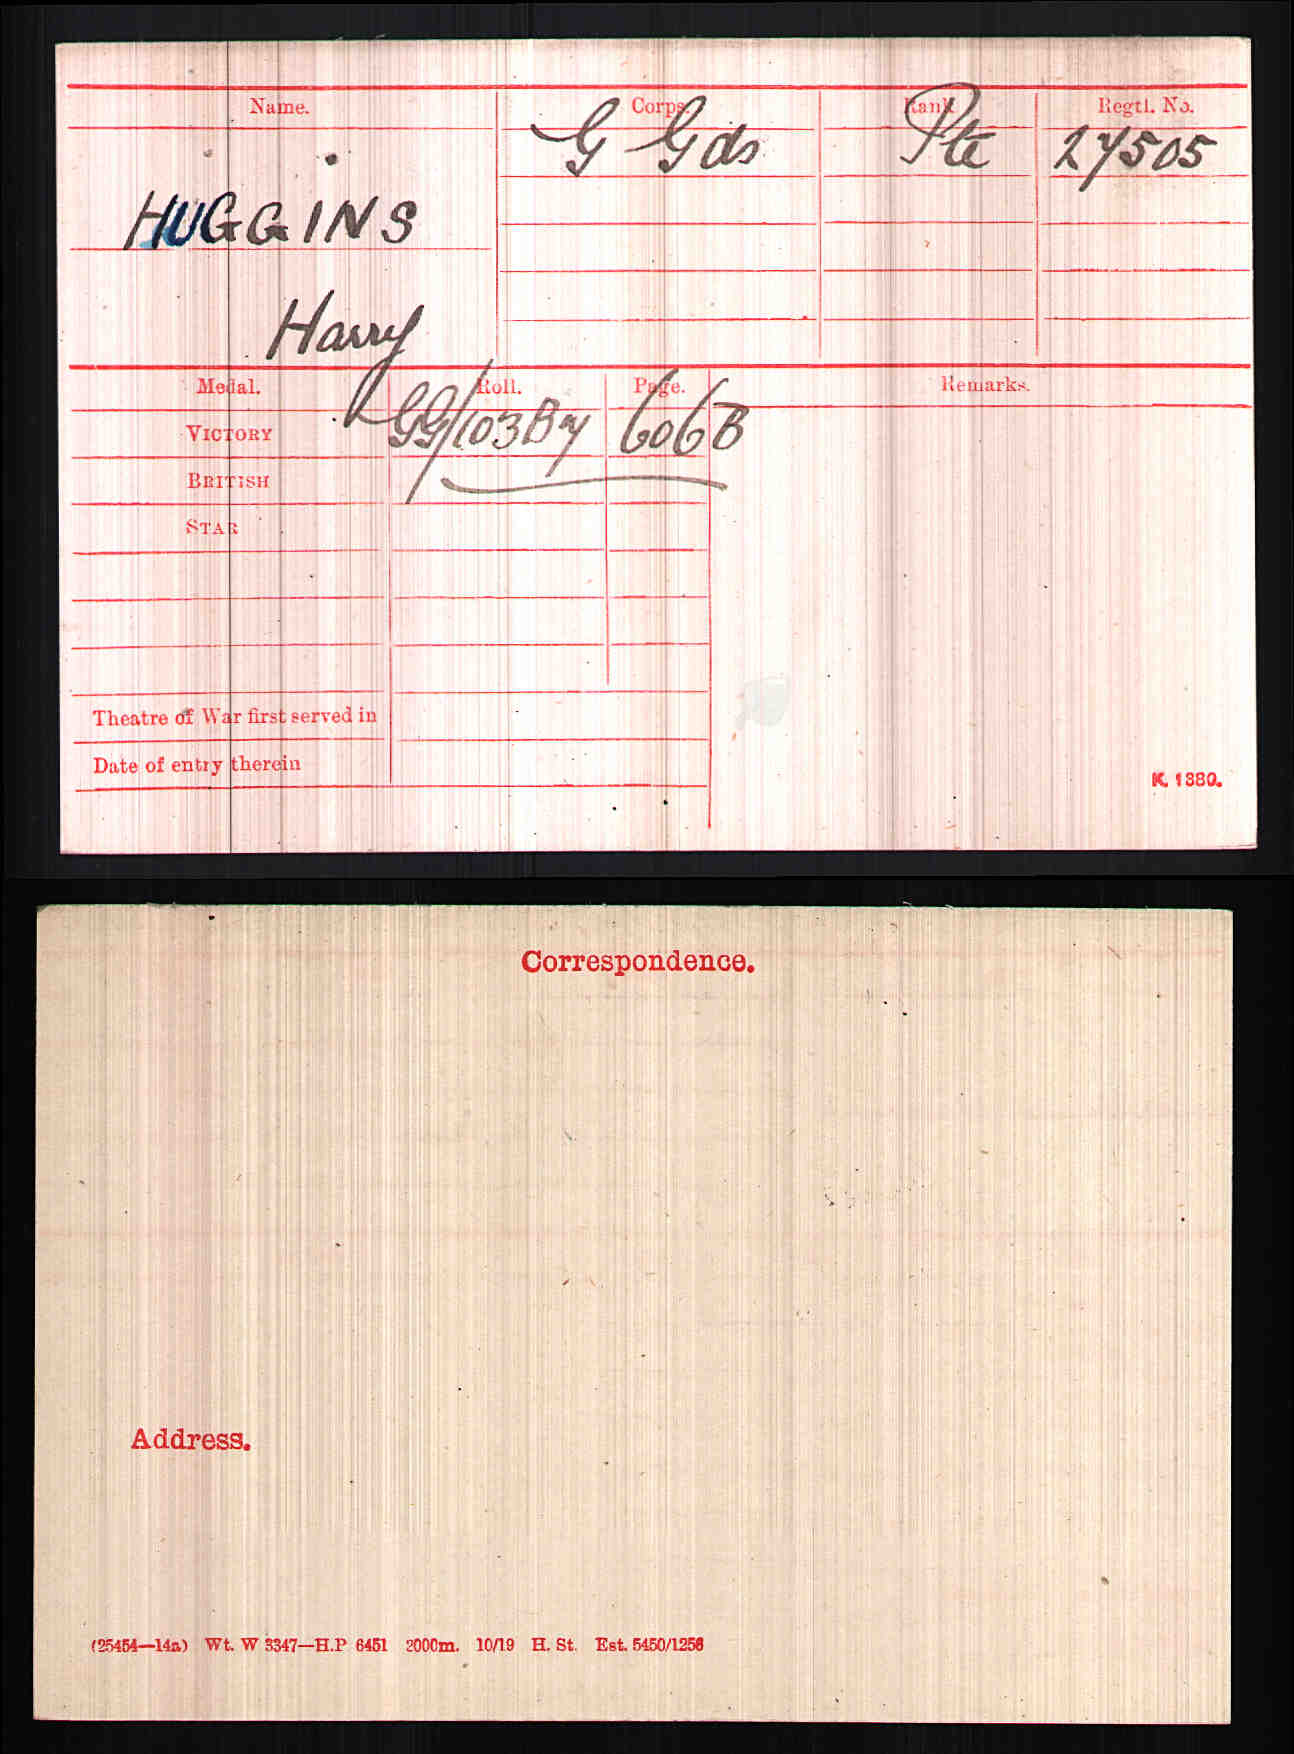 Name. Corps. Rank Regtl. No.
G Gds Pte 27505
HUGGINS
Harry
Medal. Roll. Page. Remarks.
VICTORY GG/103B7 606B
BRITISH
STAR
Theatre of War first served in
Date of entry therein
K. 1380.
Correspondence.
Address.
(25454—14a) Wt. W 3347—H.P 6451 2000m. 10/19 H. St. Est. 5450/1256